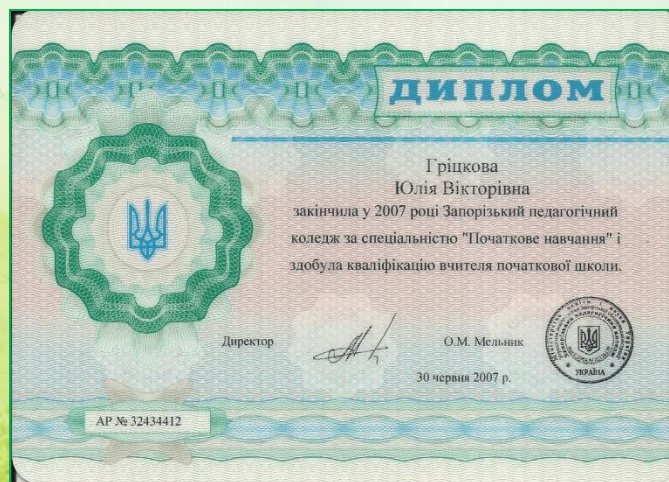 ДИПЛОМ
Гріцкова
Юлія Вікторівна
закінчила у 2007 році Запорізький педагогічний
коледж за спеціальністю "Початкове навчання" і
здобула кваліфікацію вчителя початкової школи.
Директор
О.М. Мельник
30 червня 2007 р.
УКРАЇНА
АР № 32434412